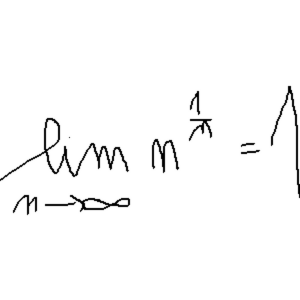 lim n^{1/n} = 1
n→∞